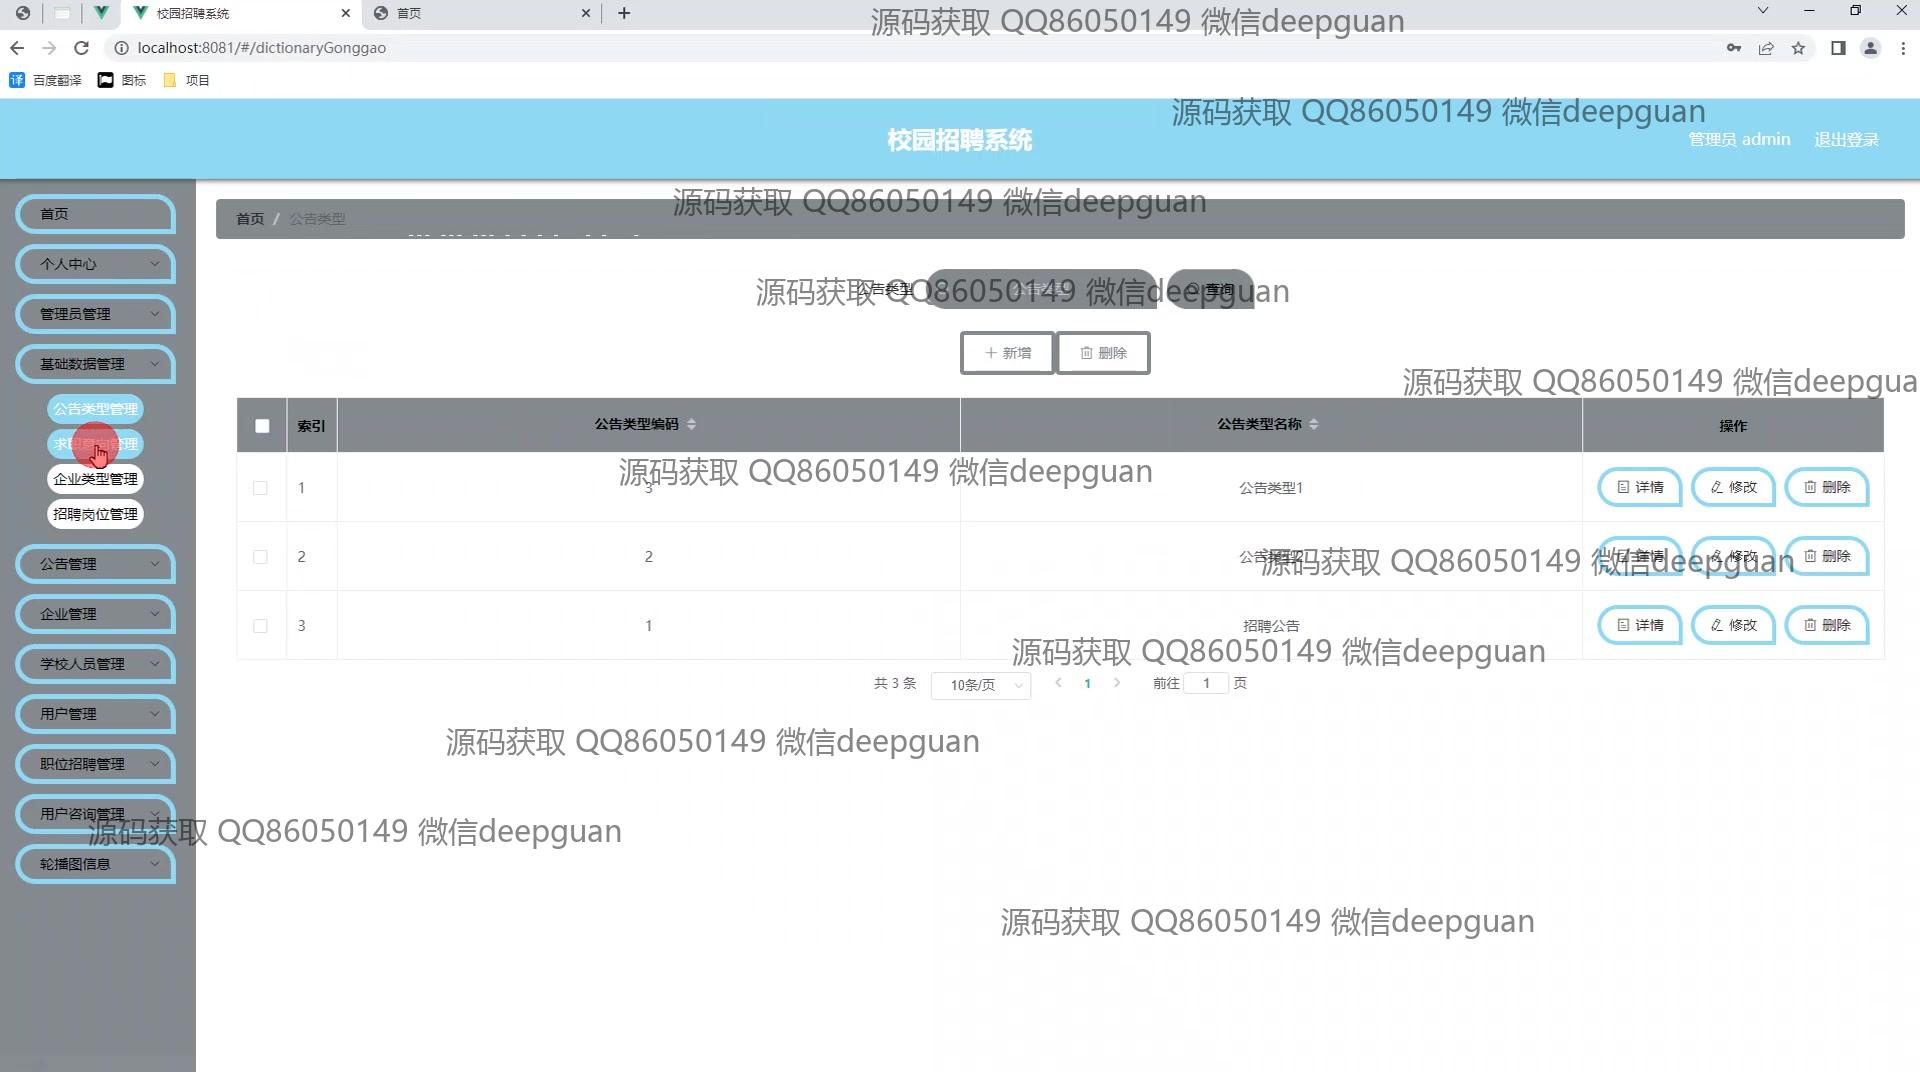 校园招聘系统
首页
源码获取 QQ86050149 微信deepguan
localhost:8081/#/dictionaryGonggao
百度翻译 图标 项目
源码获取 QQ86050149 微信deepguan
校园招聘系统
管理员 admin 退出登录
源码获取 QQ86050149 微信deepguan
首页 / 公告类型
首页
个人中心
管理员管理
基础数据管理
公告类型管理
求职意向管理
企业类型管理
招聘岗位管理
公告管理
企业管理
学校人员管理
用户管理
职位招聘管理
用户咨询管理
轮播图信息
源码获取 QQ86050149 微信deepguan
公告类型 公告类型 查询
新增 删除
源码获取 QQ86050149 微信deepgua
索引 公告类型编码 公告类型名称 操作
源码获取 QQ86050149 微信deepguan
1 3 公告类型1 详情 修改 删除
2 2 公告类型2 详情 修改 删除
源码获取 QQ86050149 微信deepguan
3 1 招聘公告 详情 修改 删除
源码获取 QQ86050149 微信deepguan
共 3 条 10条/页 1 前往 1 页
源码获取 QQ86050149 微信deepguan
源码获取 QQ86050149 微信deepguan
源码获取 QQ86050149 微信deepguan